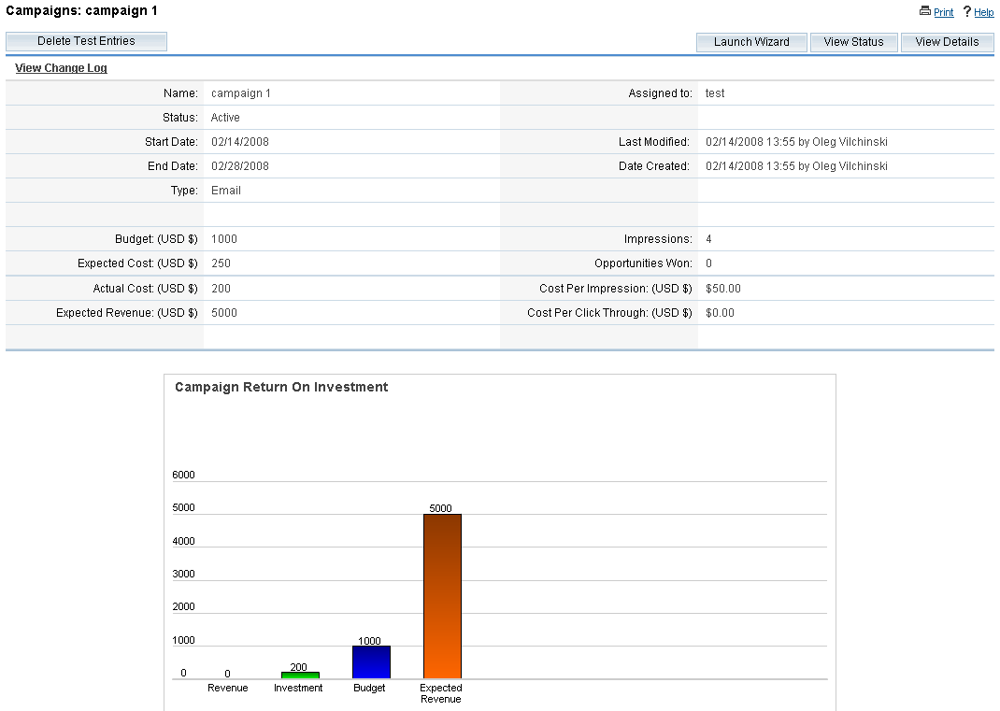 Campaigns: campaign 1
Print ? Help
Delete Test Entries
Launch Wizard
View Status
View Details
View Change Log
Name: campaign 1 Assigned to: test
Status: Active
Start Date: 02/14/2008 Last Modified: 02/14/2008 13:55 by Oleg Vilchinski
End Date: 02/28/2008 Date Created: 02/14/2008 13:55 by Oleg Vilchinski
Type: Email
Budget: (USD $) 1000 Impressions: 4
Expected Cost: (USD $) 250 Opportunities Won: 0
Actual Cost: (USD $) 200 Cost Per Impression: (USD $) $50.00
Expected Revenue: (USD $) 5000 Cost Per Click Through: (USD $) $0.00
Campaign Return On Investment
6000
5000
5000
4000
3000
2000
1000
1000
200
0
0
Revenue
Investment
Budget
Expected
Revenue